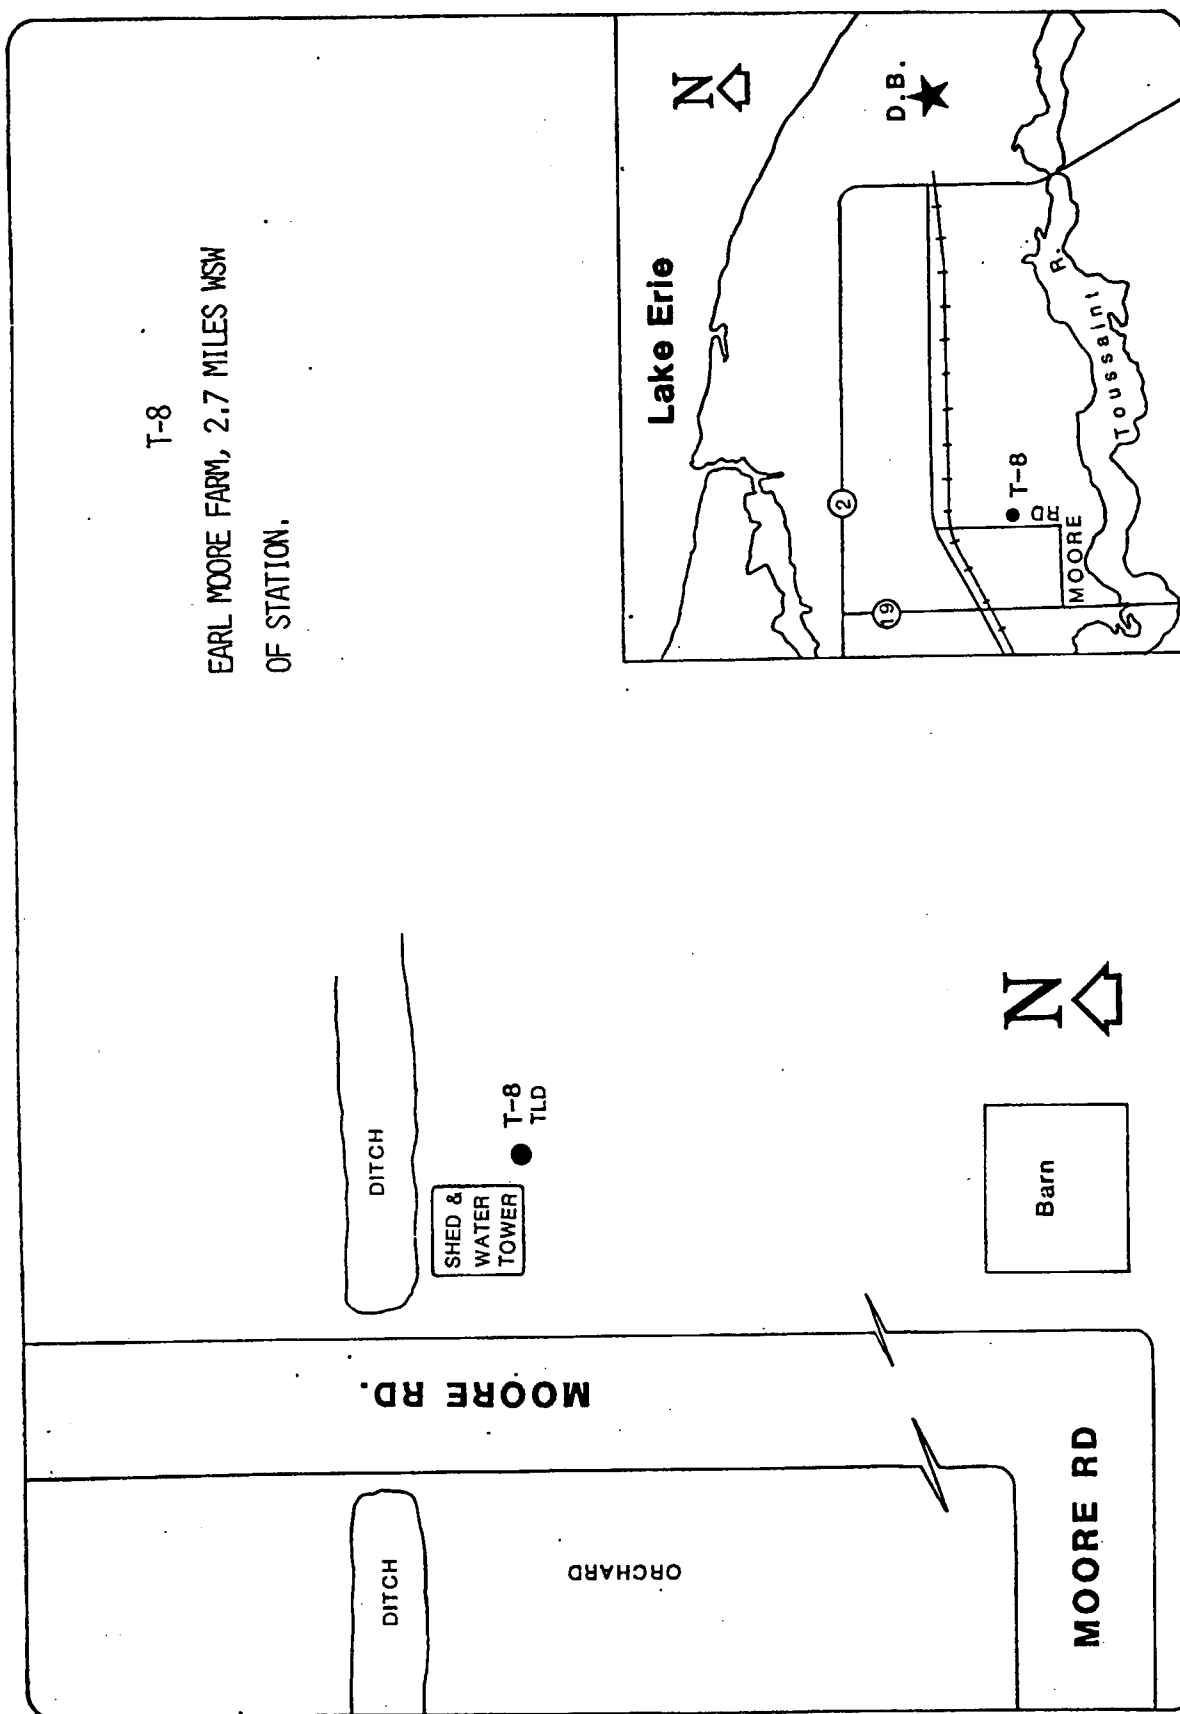 T-8
EARL MOORE FARM, 2.7 MILES WSW
OF STATION.
DITCH
SHED &
WATER
TOWER
T-8
TLD
MOORE RD.
DITCH
ORCHARD
Barn
N
MOORE RD
Lake Erie
N
D.B.
2
19
T-8
MOORE
RD
Toussaint
R.